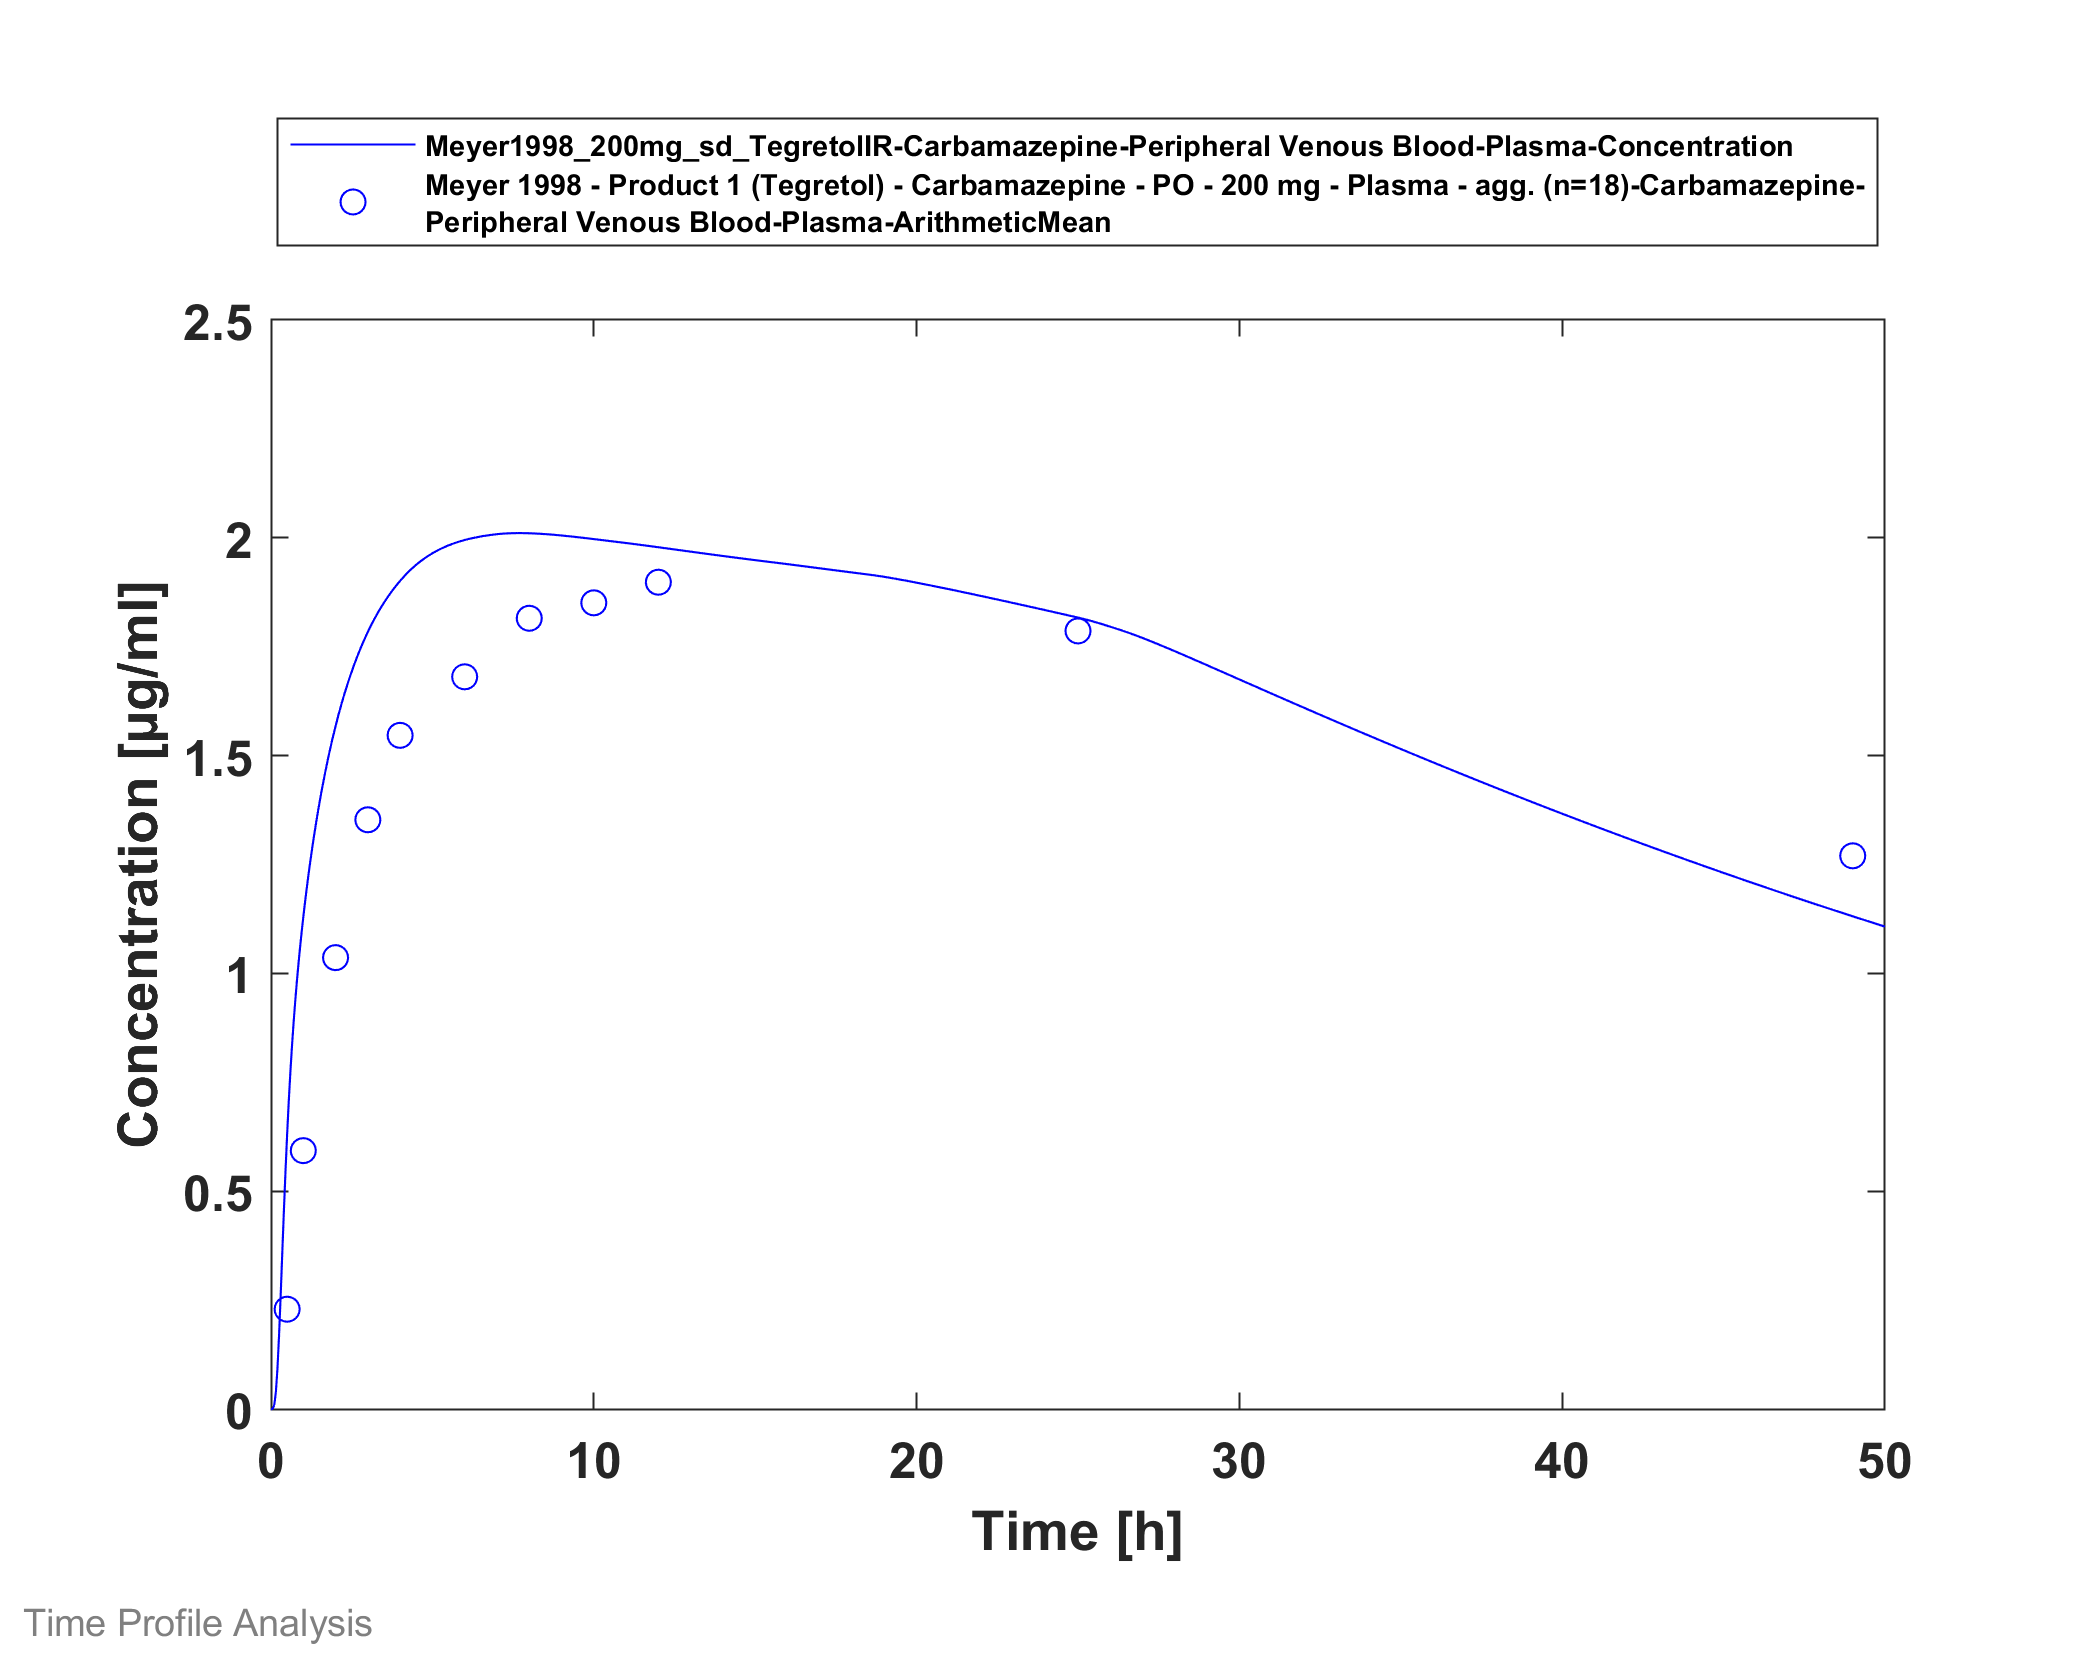 Meyer1998_200mg_sd_TegretolIR-Carbamazepine-Peripheral Venous Blood-Plasma-Concentration
Meyer 1998 - Product 1 (Tegretol) - Carbamazepine - PO - 200 mg - Plasma - agg. (n=18)-Carbamazepine-
Peripheral Venous Blood-Plasma-ArithmeticMean
2.5
2
1.5
1
0.5
0
Concentration [µg/ml]
0 10 20 30 40 50
Time [h]
Time Profile Analysis